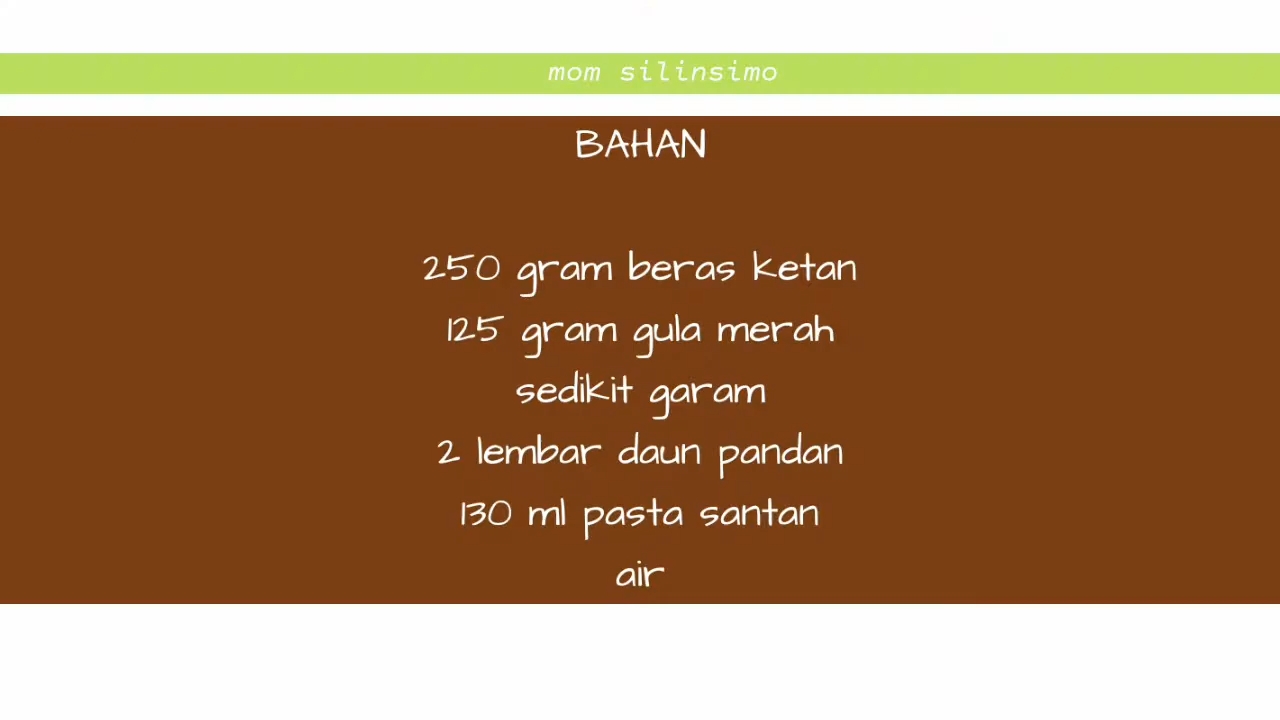 mom silinsimo
BAHAN
250 gram beras ketan
125 gram gula merah
sedikit garam
2 lembar daun pandan
130 ml pasta santan
air